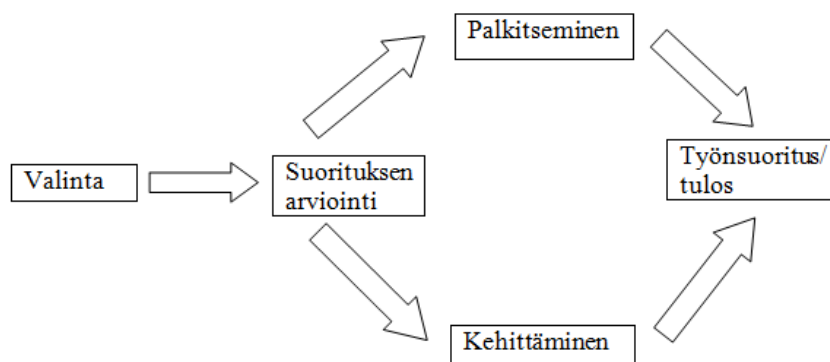 Palkitseminen
Valinta
Suorituksen
arviointi
Työnsuoritus/
tulos
Kehittäminen